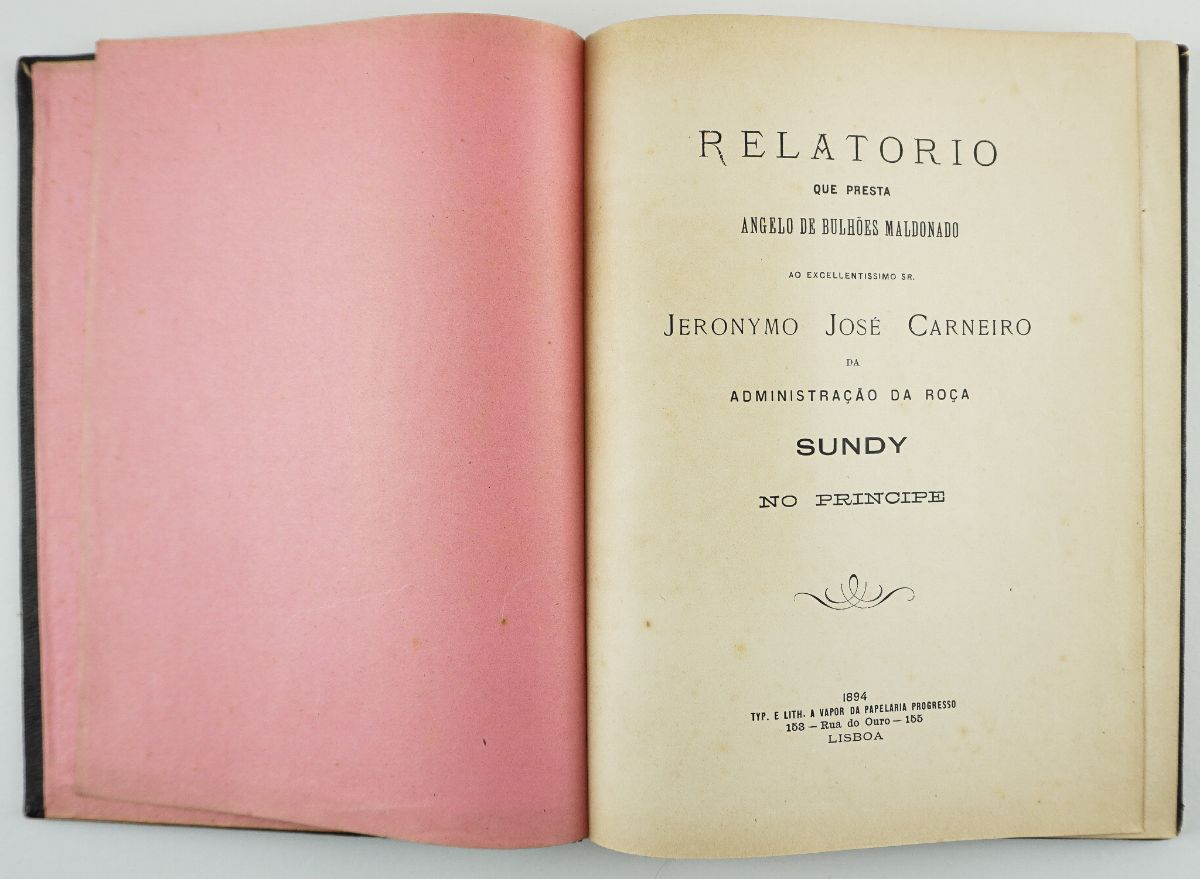 RELATORIO
QUE PRESTA
ANGELO DE BULHÕES MALDONADO
AO EXCELLENTISSIMO SR.
JERONYMO JOSÉ CARNEIRO
DA
ADMINISTRAÇÃO DA ROÇA
SUNDY
NO PRINCIPE
1894
TYP. E LITH. A VAPOR DA PAPELARIA PROGRESSO
153 — Rua do Ouro — 155
LISBOA